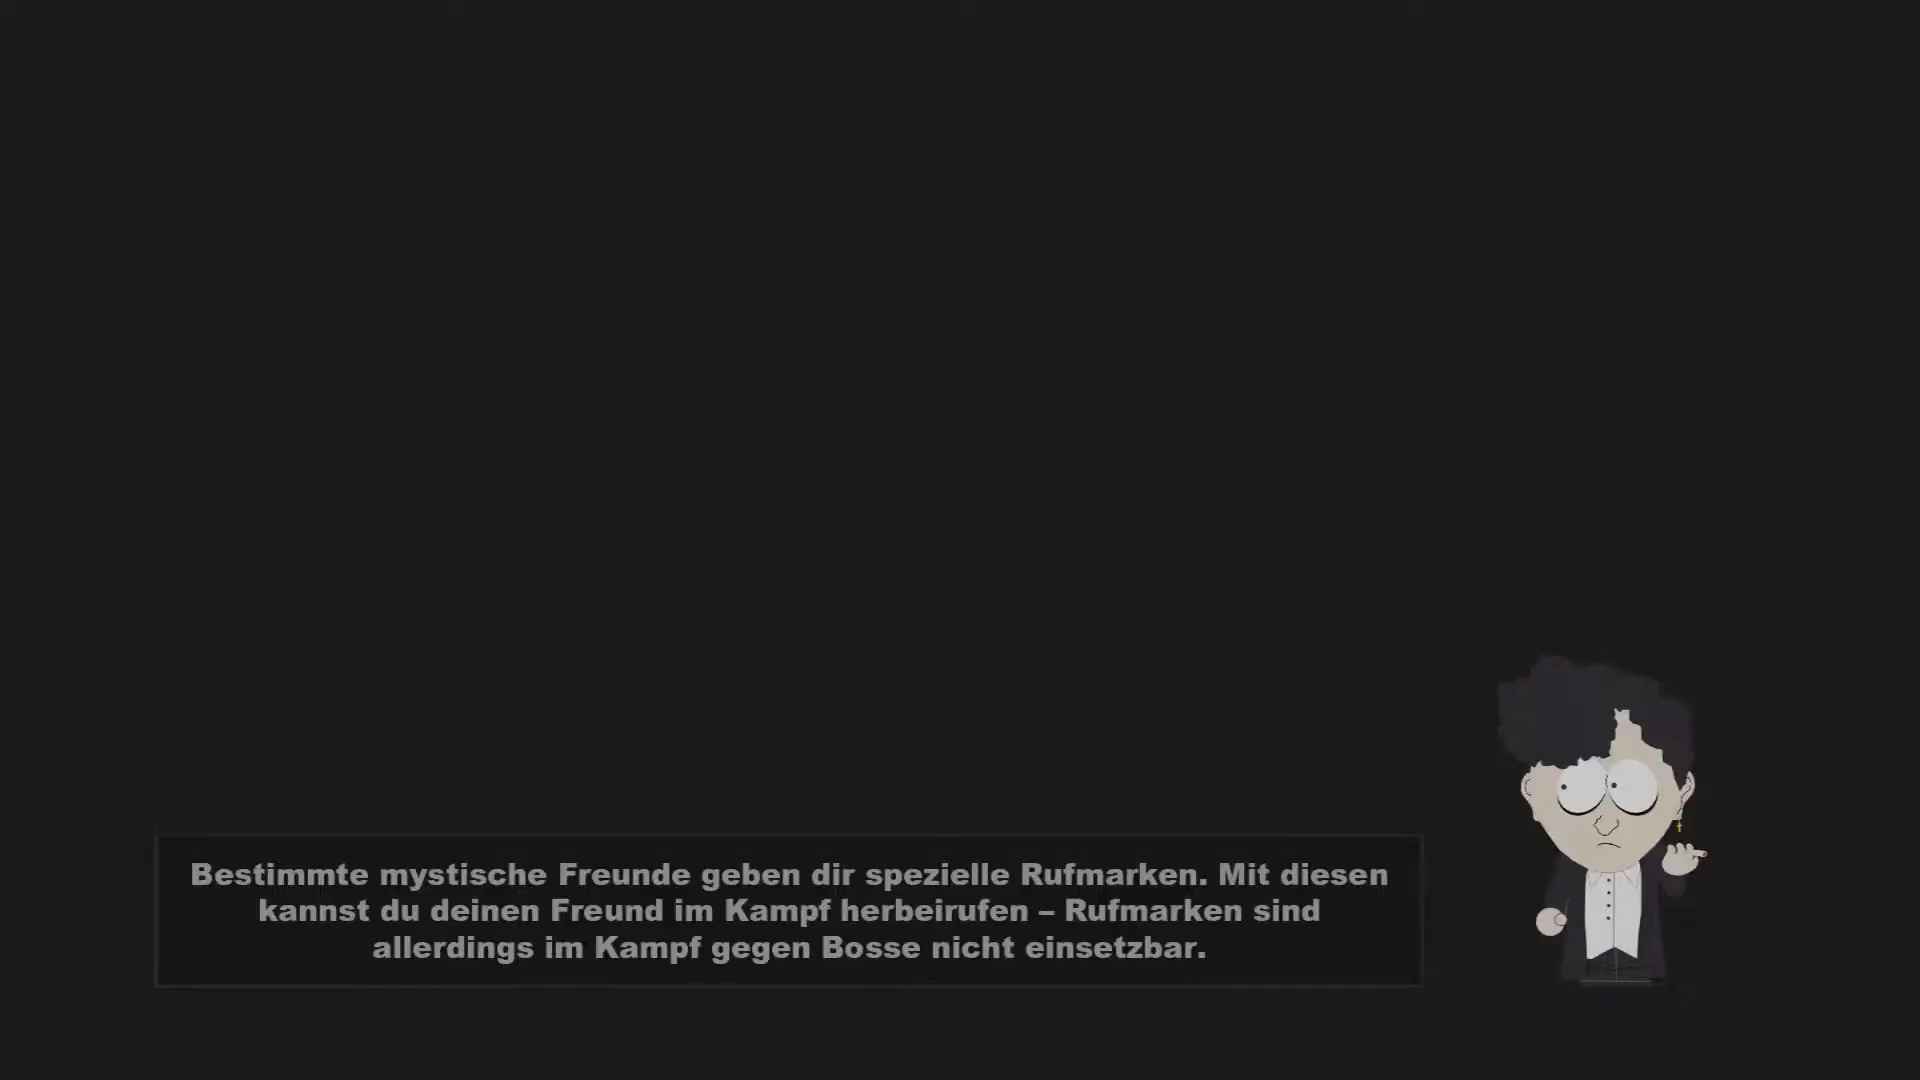 Bestimmte mystische Freunde geben dir spezielle Rufmarken. Mit diesen
kannst du deinen Freund im Kampf herbeirufen – Rufmarken sind
allerdings im Kampf gegen Bosse nicht einsetzbar.